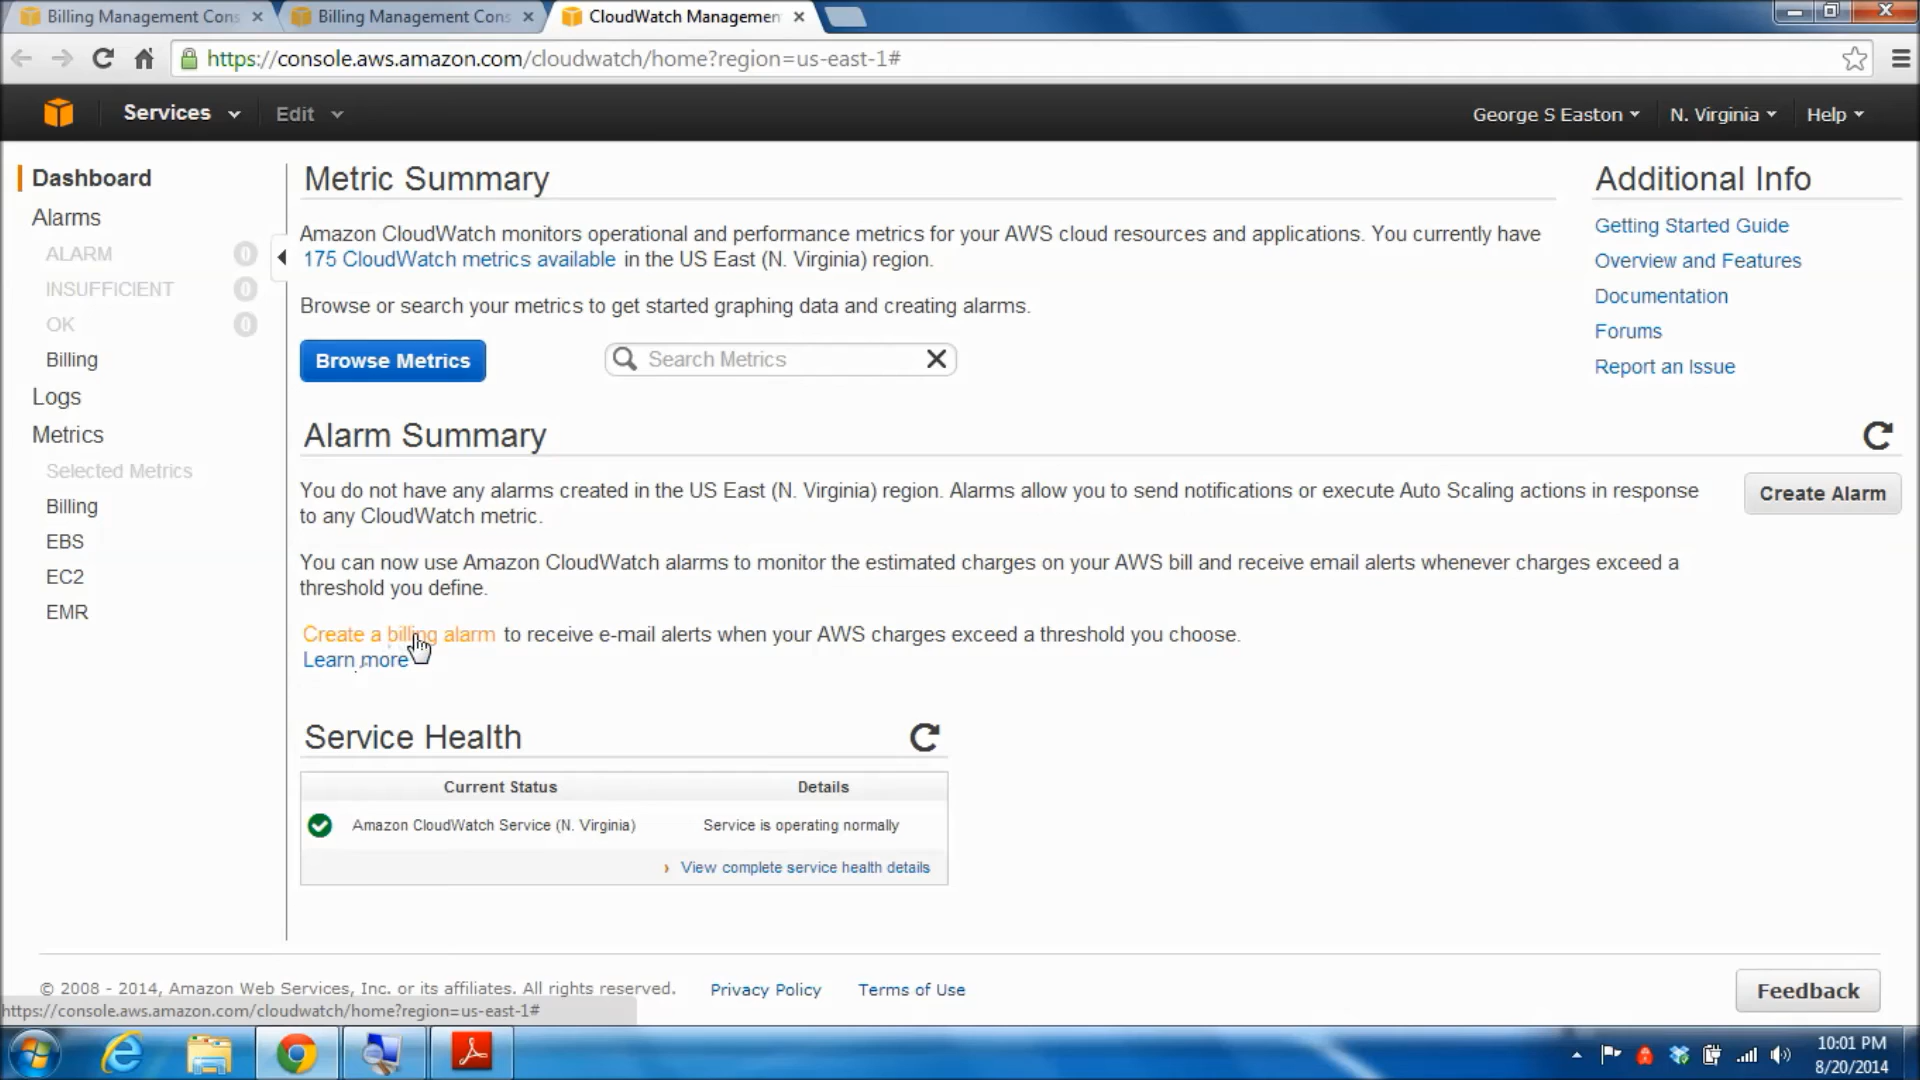 Billing Management Cons
Billing Management Cons
CloudWatch Managemen
https://console.aws.amazon.com/cloudwatch/home?region=us-east-1#
Services
Edit
George S Easton
N. Virginia
Help
Dashboard
Alarms
ALARM 0
INSUFFICIENT 0
OK 0
Billing
Logs
Metrics
Selected Metrics
Billing
EBS
EC2
EMR
Metric Summary
Amazon CloudWatch monitors operational and performance metrics for your AWS cloud resources and applications. You currently have
175 CloudWatch metrics available in the US East (N. Virginia) region.
Browse or search your metrics to get started graphing data and creating alarms.
Browse Metrics
Search Metrics
Alarm Summary
You do not have any alarms created in the US East (N. Virginia) region. Alarms allow you to send notifications or execute Auto Scaling actions in response
to any CloudWatch metric.
Create Alarm
You can now use Amazon CloudWatch alarms to monitor the estimated charges on your AWS bill and receive email alerts whenever charges exceed a
threshold you define.
Create a billing alarm to receive e-mail alerts when your AWS charges exceed a threshold you choose.
Learn more
Service Health
Current Status Details
Amazon CloudWatch Service (N. Virginia) Service is operating normally
View complete service health details
Additional Info
Getting Started Guide
Overview and Features
Documentation
Forums
Report an Issue
© 2008 - 2014, Amazon Web Services, Inc. or its affiliates. All rights reserved.
Privacy Policy
Terms of Use
Feedback
https://console.aws.amazon.com/cloudwatch/home?region=us-east-1#
10:01 PM
8/20/2014